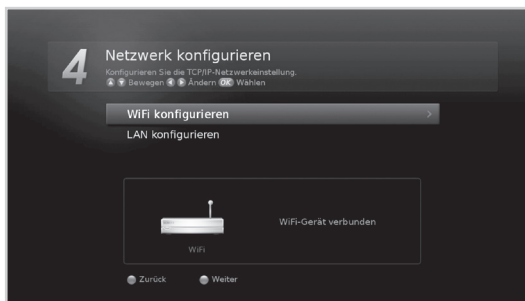 4
Netzwerk konfigurieren
Konfigurieren Sie die TCP/IP-Netzwerkeinstellung.
Bewegen Ändern OK Wählen
WiFi konfigurieren
LAN konfigurieren
WiFi-Gerät verbunden
WiFi
Zurück Weiter